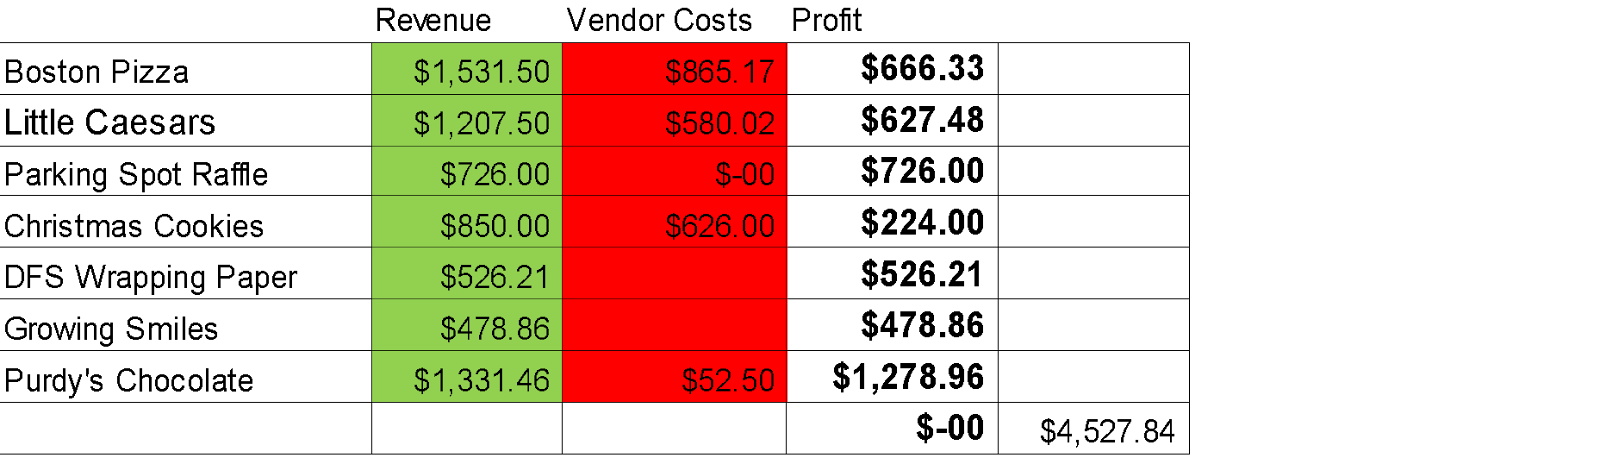 Revenue Vendor Costs Profit
Boston Pizza $1,531.50 $865.17 $666.33
Little Caesars $1,207.50 $580.02 $627.48
Parking Spot Raffle $726.00 $-00 $726.00
Christmas Cookies $850.00 $626.00 $224.00
DFS Wrapping Paper $526.21 $526.21
Growing Smiles $478.86 $478.86
Purdy's Chocolate $1,331.46 $52.50 $1,278.96
$-00 $4,527.84